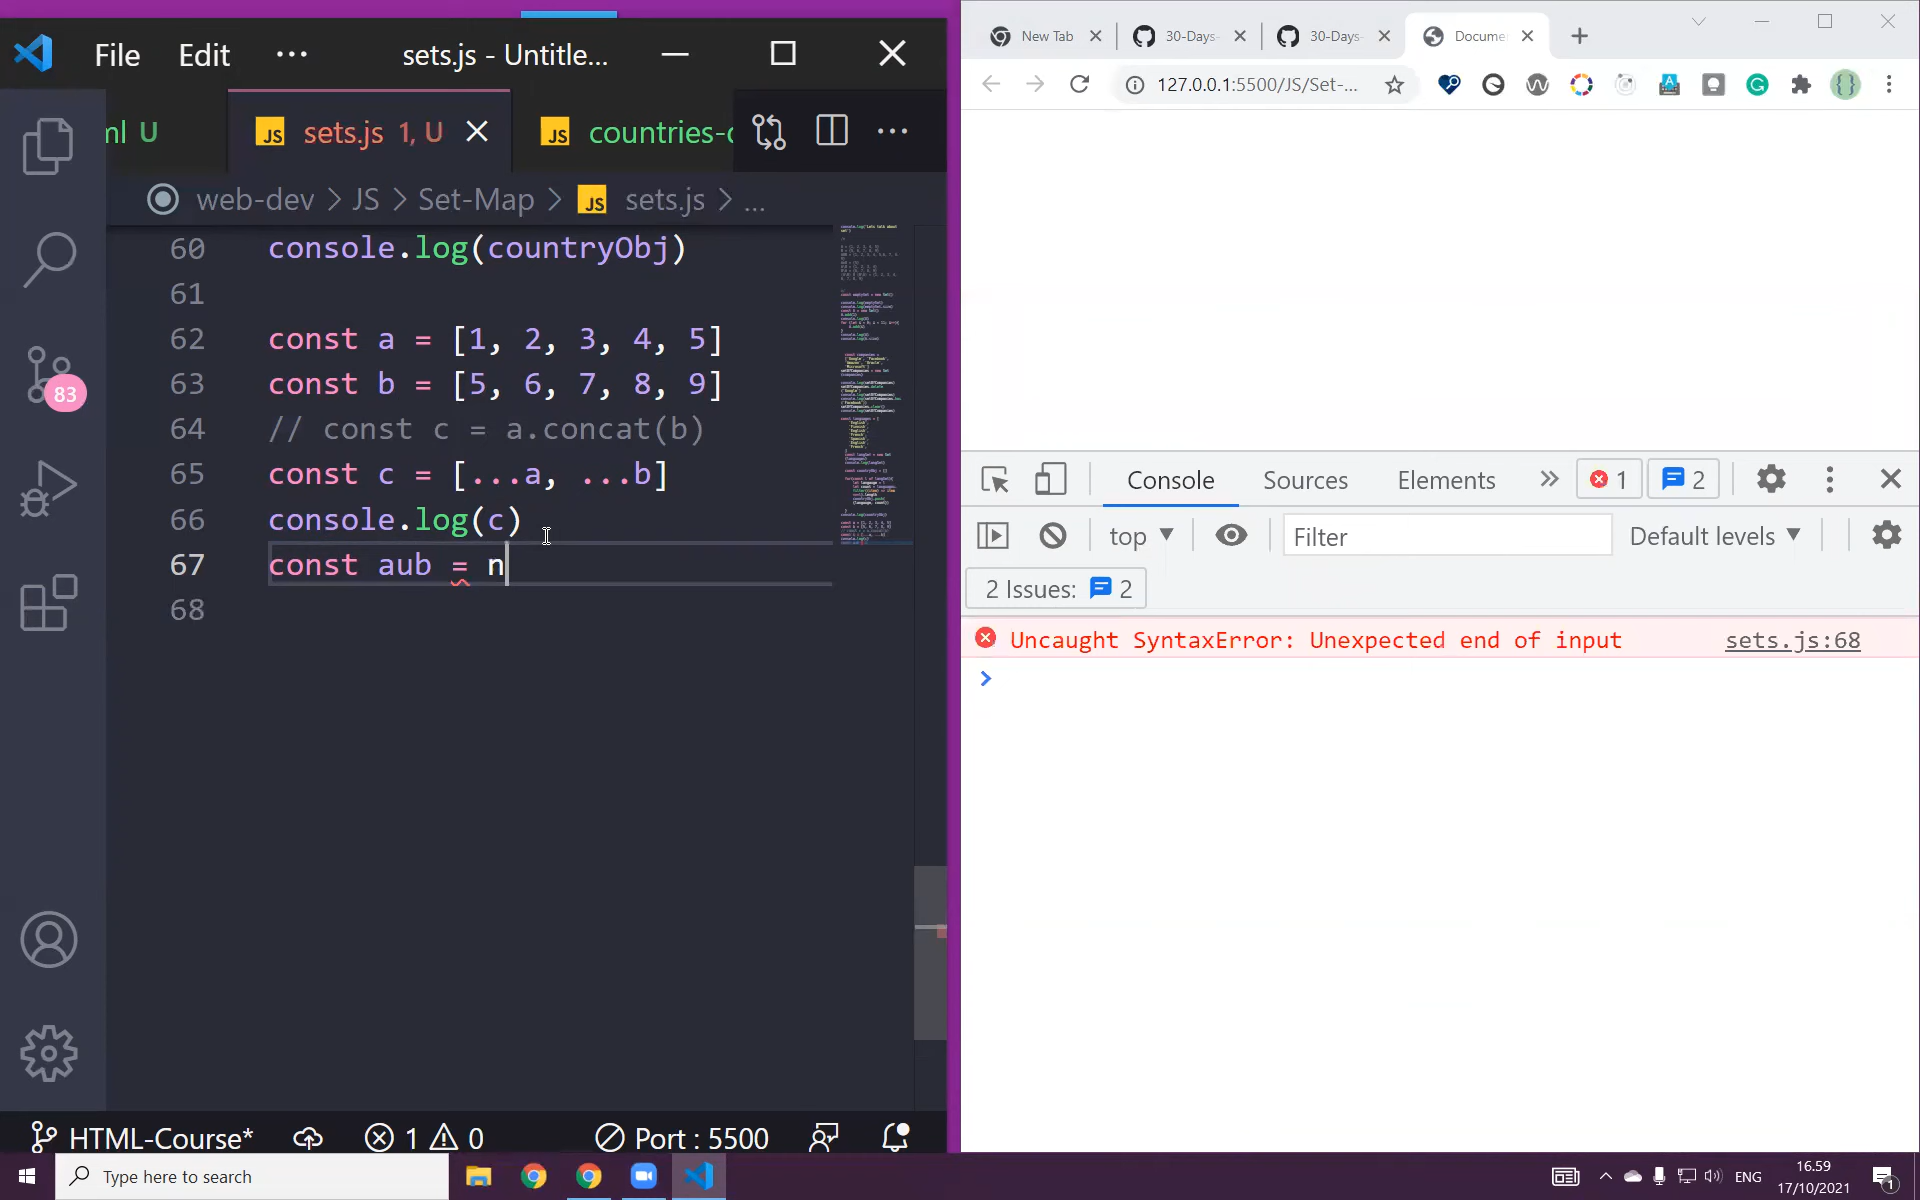 File Edit ··· sets.js - Untitle...
ml U
JS sets.js 1, U
JS countries-c
···
web-dev > JS > Set-Map > JS sets.js > ...
60 console.log(countryObj)
61
62 const a = [1, 2, 3, 4, 5]
63 const b = [5, 6, 7, 8, 9]
64 // const c = a.concat(b)
65 const c = [...a, ...b]
66 console.log(c)
67 const aub = n
68
83
HTML-Course* 1 0 Port : 5500
New Tab
30-Days-
30-Days-
Docume
127.0.0.1:5500/JS/Set-...
Console Sources Elements » 1 2
top Filter Default levels
2 Issues: 2
Uncaught SyntaxError: Unexpected end of input sets.js:68
Type here to search
ENG
16.59
17/10/2021
1